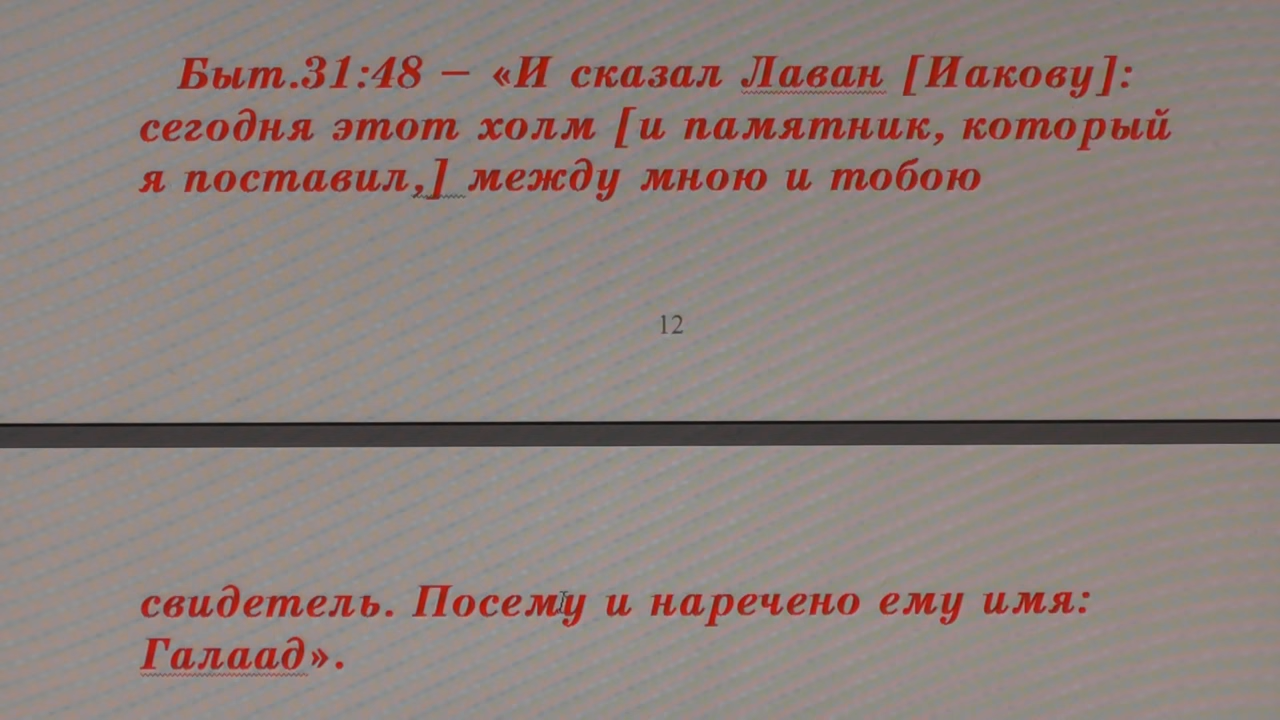 Быт.31:48 – «И сказал Лаван [Иакову]:
сегодня этот холм [и памятник, который
я поставил,] между мною и тобою
12
свидетель. Посему и наречено ему имя:
Галаад».